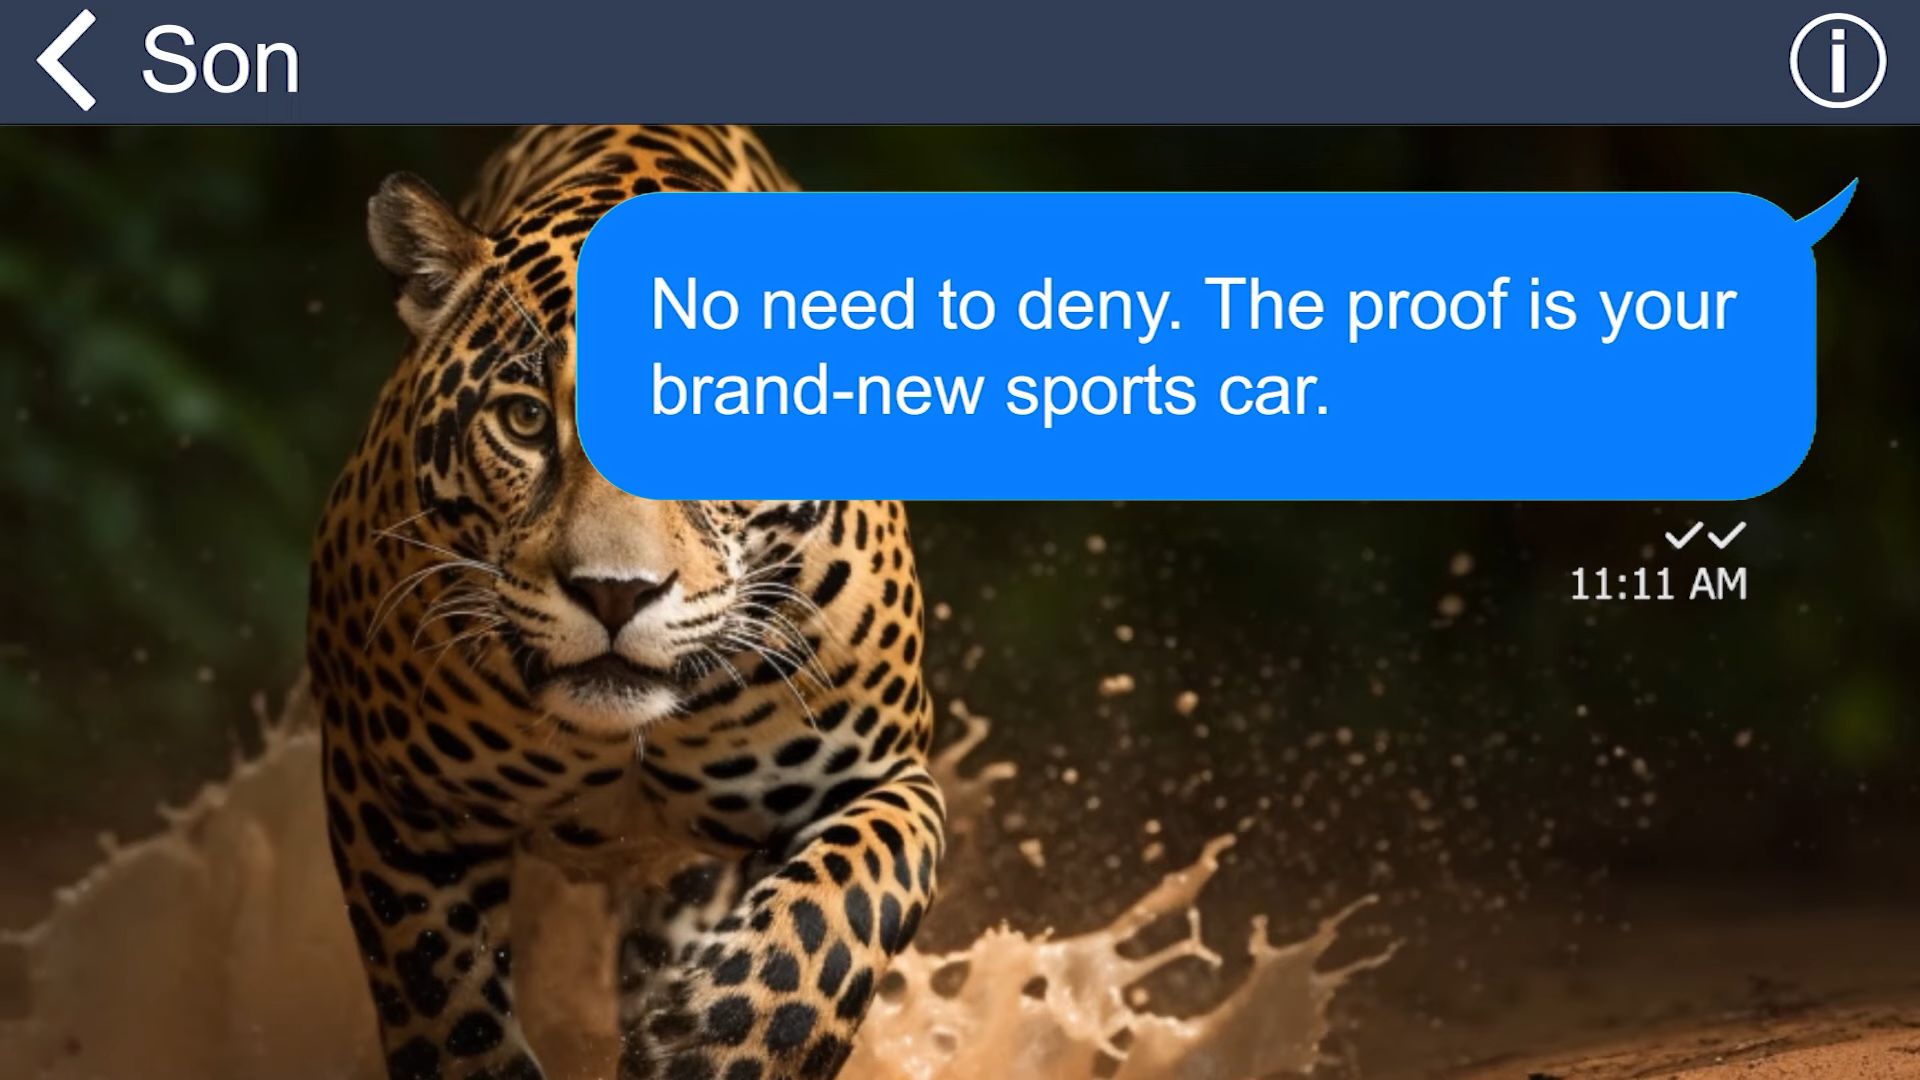 Son
No need to deny. The proof is your
brand-new sports car.
11:11 AM